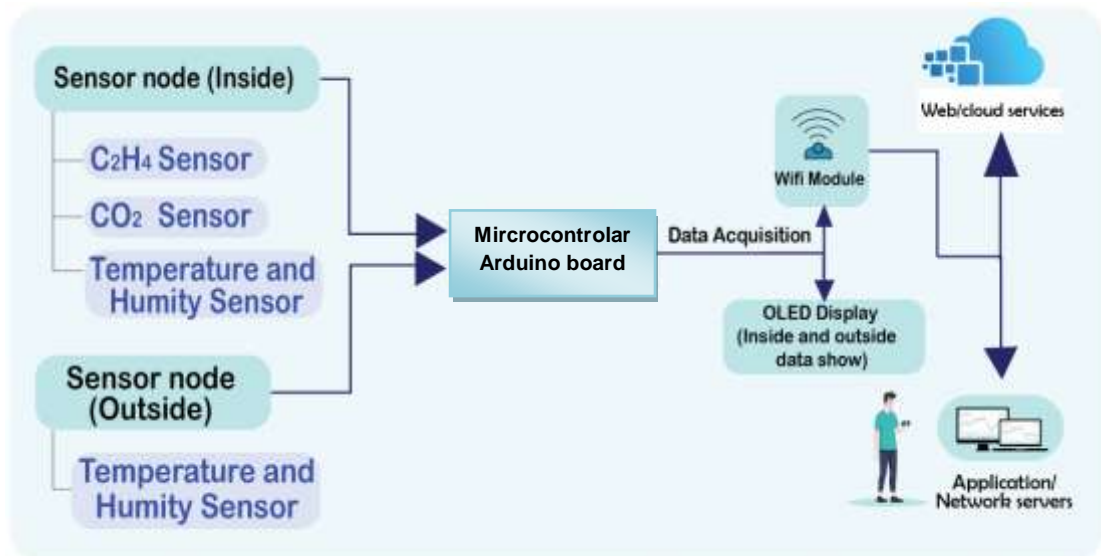 Sensor node (Inside)
C2H4 Sensor
CO2 Sensor
Temperature and
Humity Sensor
Sensor node
(Outside)
Temperature and
Humity Sensor
Mircrocontrolar
Arduino board
Data Acquisition
Wifi Module
OLED Display
(Inside and outside
data show)
Web/cloud services
Application/
Network servers